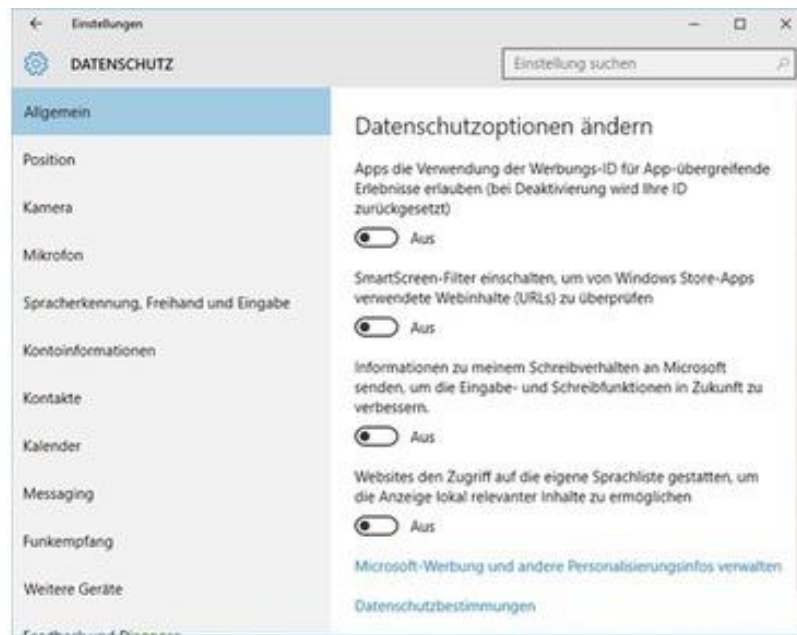 Einstellungen
DATENSCHUTZ
Einstellung suchen
Allgemein
Position
Kamera
Mikrofon
Spracherkennung, Freihand und Eingabe
Kontoinformationen
Kontakte
Kalender
Messaging
Funkempfang
Weitere Geräte
Feedback und Diagnose
Datenschutzoptionen ändern
Apps die Verwendung der Werbungs-ID für App-übergreifende
Erlebnisse erlauben (bei Deaktivierung wird Ihre ID
zurückgesetzt)
Aus
SmartScreen-Filter einschalten, um von Windows Store-Apps
verwendete Webinhalte (URLs) zu überprüfen
Aus
Informationen zu meinem Schreibverhalten an Microsoft
senden, um die Eingabe- und Schreibfunktionen in Zukunft zu
verbessern.
Aus
Websites den Zugriff auf die eigene Sprachliste gestatten, um
die Anzeige lokal relevanter Inhalte zu ermöglichen
Aus
Microsoft-Werbung und andere Personalisierungsinfos verwalten
Datenschutzbestimmungen